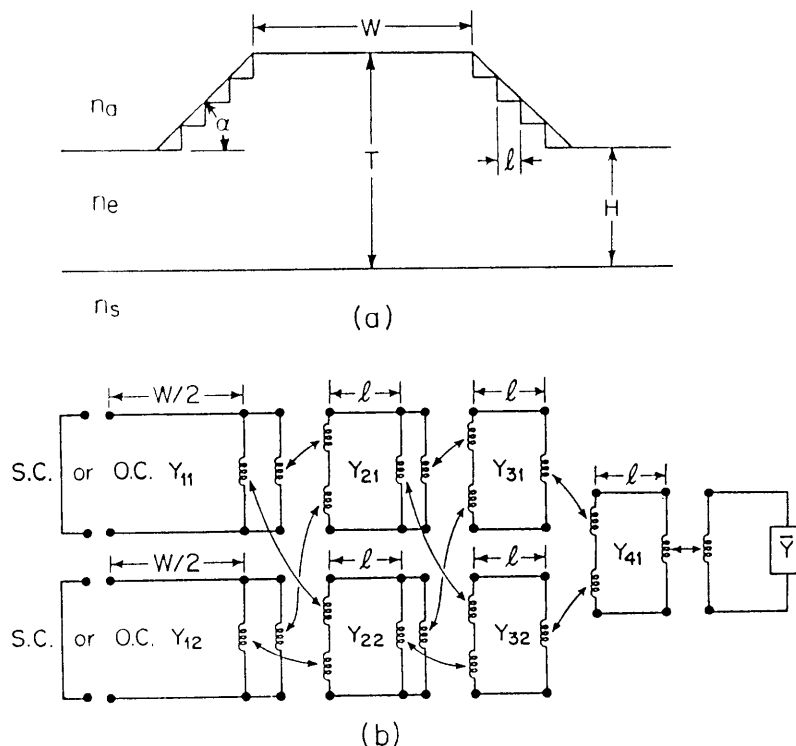 W
nₐ
α
T
ℓ
nₑ
H
nₛ
(a)
W/2
ℓ
ℓ
S.C. or O.C. Y₁₁
Y₂₁
Y₃₁
ℓ
W/2
ℓ
ℓ
Y₄₁
Ȳ
S.C. or O.C. Y₁₂
Y₂₂
Y₃₂
(b)